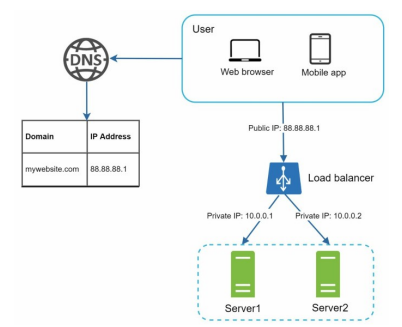 User
DNS
Web browser
Mobile app
Domain
IP Address
mywebsite.com
88.88.88.1
Public IP: 88.88.88.1
Load balancer
Private IP: 10.0.0.1
Private IP: 10.0.0.2
Server1
Server2